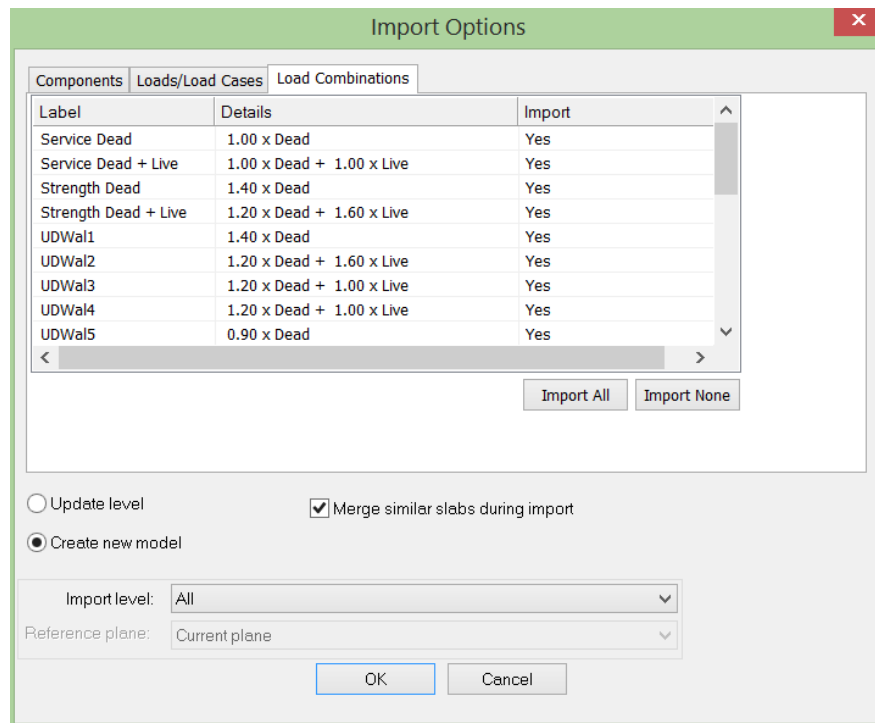 Import Options
Components Loads/Load Cases Load Combinations
Label Details Import
Service Dead 1.00 x Dead Yes
Service Dead + Live 1.00 x Dead + 1.00 x Live Yes
Strength Dead 1.40 x Dead Yes
Strength Dead + Live 1.20 x Dead + 1.60 x Live Yes
UDWal1 1.40 x Dead Yes
UDWal2 1.20 x Dead + 1.60 x Live Yes
UDWal3 1.20 x Dead + 1.00 x Live Yes
UDWal4 1.20 x Dead + 1.00 x Live Yes
UDWal5 0.90 x Dead Yes
Import All Import None
Update level Merge similar slabs during import
Create new model
Import level: All
Reference plane: Current plane
OK Cancel